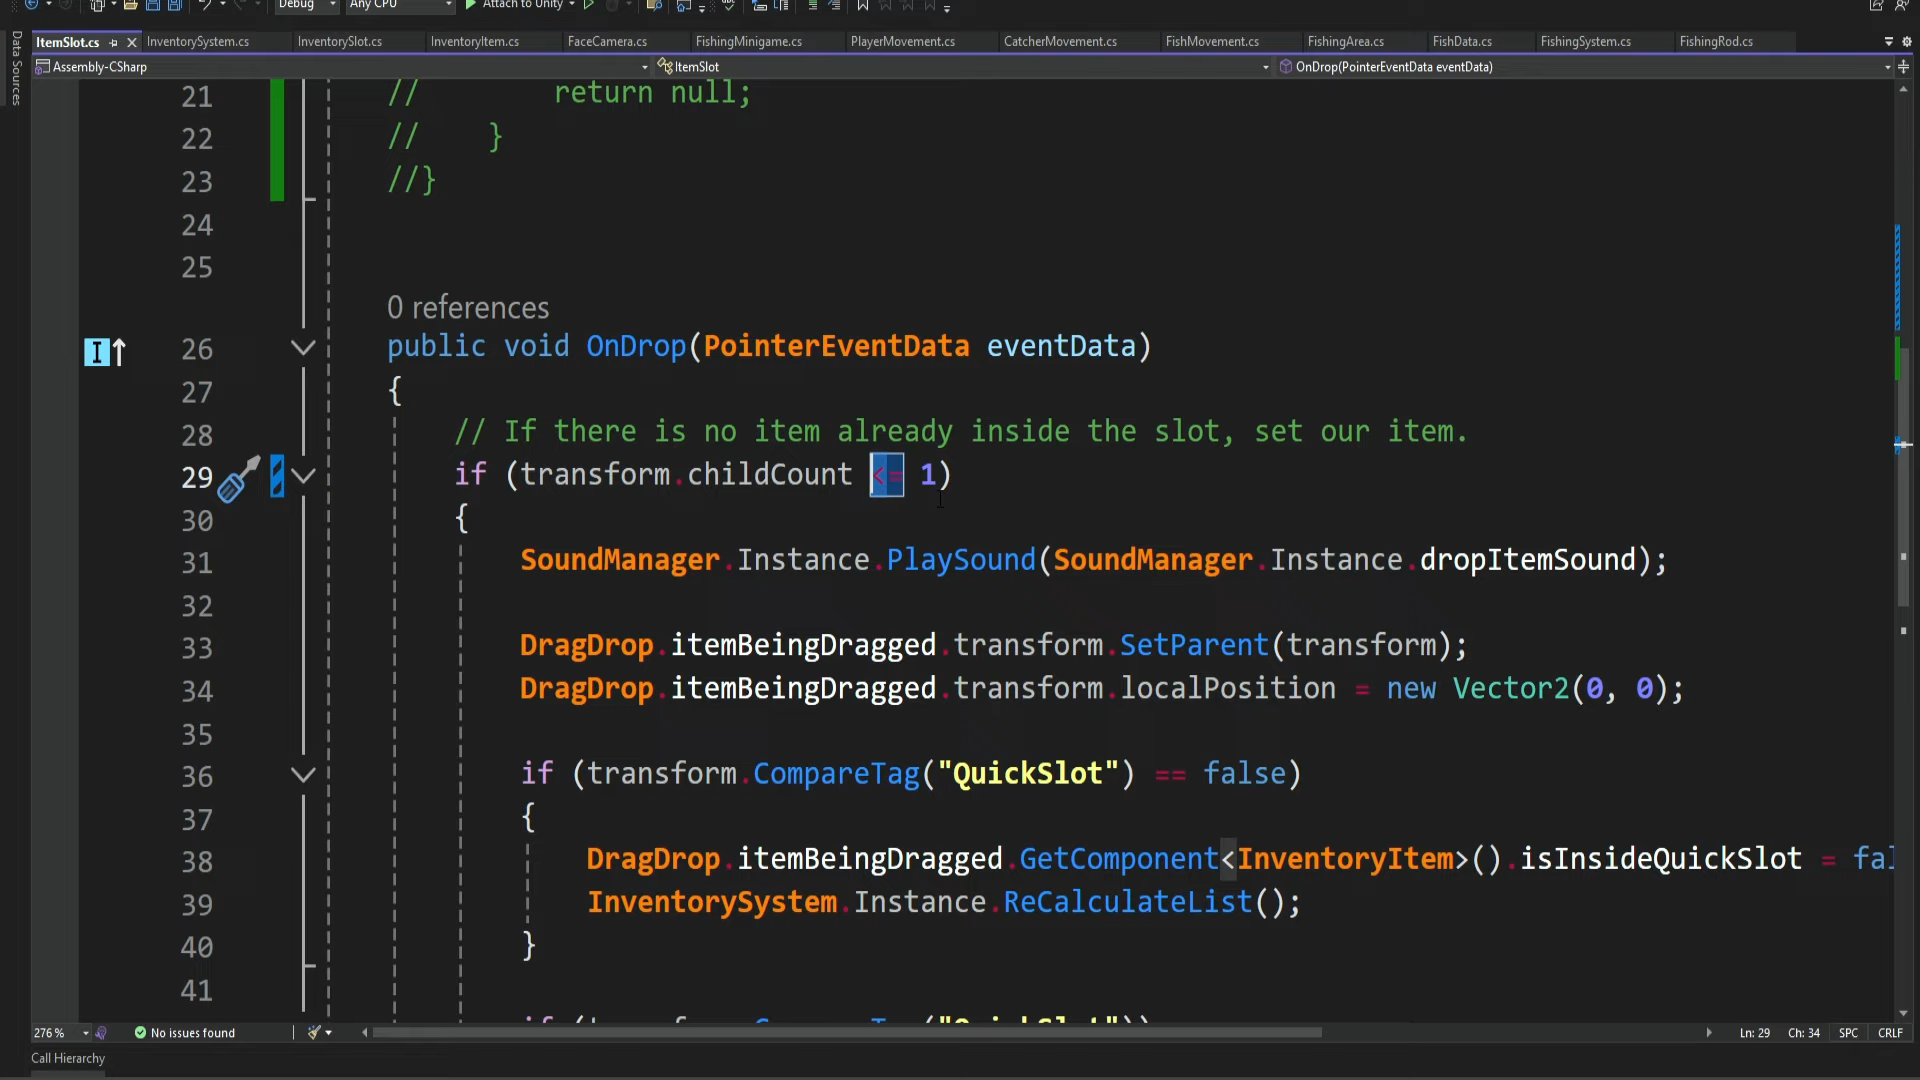 Debug
Any CPU
Attach to Unity
ItemSlot.cs
InventorySystem.cs
InventorySlot.cs
InventoryItem.cs
FaceCamera.cs
FishingMinigame.cs
PlayerMovement.cs
CatcherMovement.cs
FishMovement.cs
FishingArea.cs
FishData.cs
FishingSystem.cs
FishingRod.cs
Data Sources
Assembly-CSharp
ItemSlot
OnDrop(PointerEventData eventData)
21 // return null;
22 // }
23 //}
24
25
0 references
26 public void OnDrop(PointerEventData eventData)
27 {
28 // If there is no item already inside the slot, set our item.
29 if (transform.childCount <= 1)
30 {
31 SoundManager.Instance.PlaySound(SoundManager.Instance.dropItemSound);
32
33 DragDrop.itemBeingDragged.transform.SetParent(transform);
34 DragDrop.itemBeingDragged.transform.localPosition = new Vector2(0, 0);
35
36 if (transform.CompareTag("QuickSlot") == false)
37 {
38 DragDrop.itemBeingDragged.GetComponent<InventoryItem>().isInsideQuickSlot = fal
39 InventorySystem.Instance.ReCalculateList();
40 }
41
276 %
No issues found
Ln: 29
Ch: 34
SPC
CRLF
Call Hierarchy